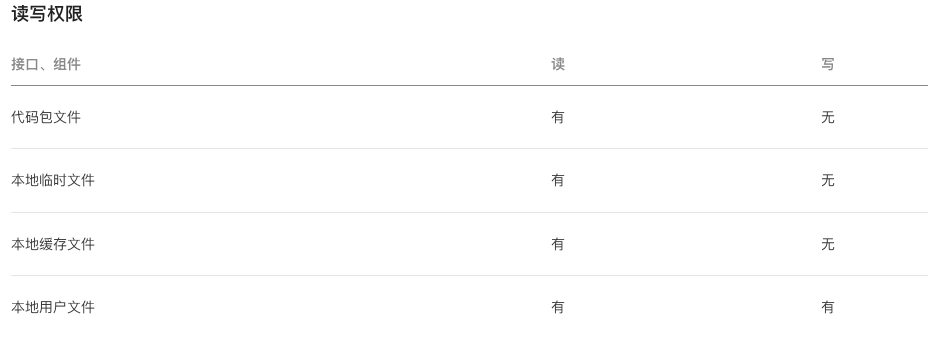 读写权限
接口、组件 读 写
代码包文件 有 无
本地临时文件 有 无
本地缓存文件 有 无
本地用户文件 有 有